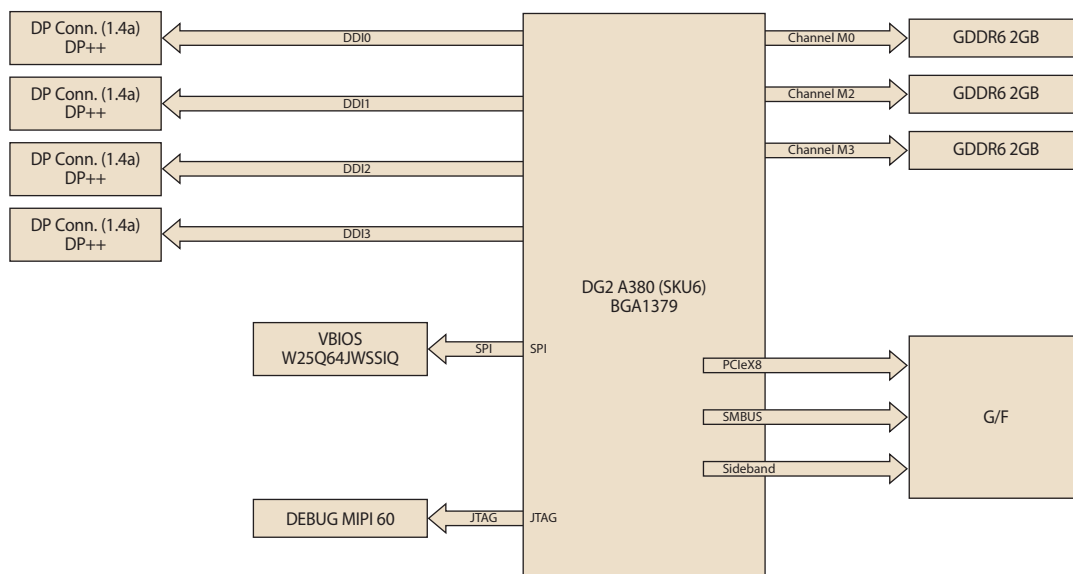 DP Conn. (1.4a)
DP++
DDI0
Channel M0
GDDR6 2GB
DP Conn. (1.4a)
DP++
DDI1
Channel M2
GDDR6 2GB
DP Conn. (1.4a)
DP++
DDI2
Channel M3
GDDR6 2GB
DP Conn. (1.4a)
DP++
DDI3
DG2 A380 (SKU6)
BGA1379
VBIOS
W25Q64JWSSIQ
SPI
SPI
PCIeX8
SMBUS
Sideband
G/F
DEBUG MIPI 60
JTAG
JTAG